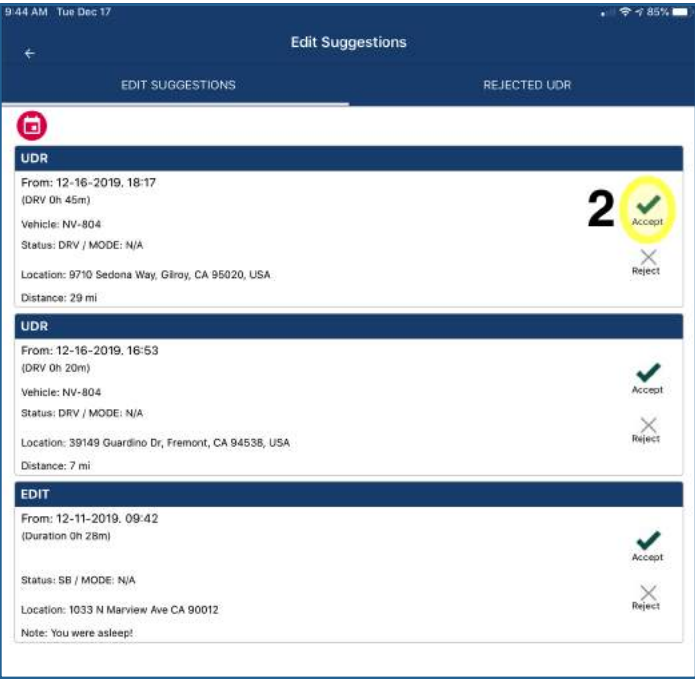 9:44 AM Tue Dec 17 85%
Edit Suggestions
EDIT SUGGESTIONS REJECTED UDR
UDR
From: 12-16-2019, 18:17
(DRV 0h 45m)
2
Accept
Vehicle: NV-804
Status: DRV / MODE: N/A
Reject
Location: 9710 Sedona Way, Gilroy, CA 95020, USA
Distance: 29 mi
UDR
From: 12-16-2019, 16:53
(DRV 0h 20m)
Accept
Vehicle: NV-804
Status: DRV / MODE: N/A
Reject
Location: 39149 Guardino Dr, Fremont, CA 94538, USA
Distance: 7 mi
EDIT
From: 12-11-2019, 09:42
(Duration 0h 28m)
Accept
Status: SB / MODE: N/A
Reject
Location: 1033 N Marview Ave CA 90012
Note: You were asleep!